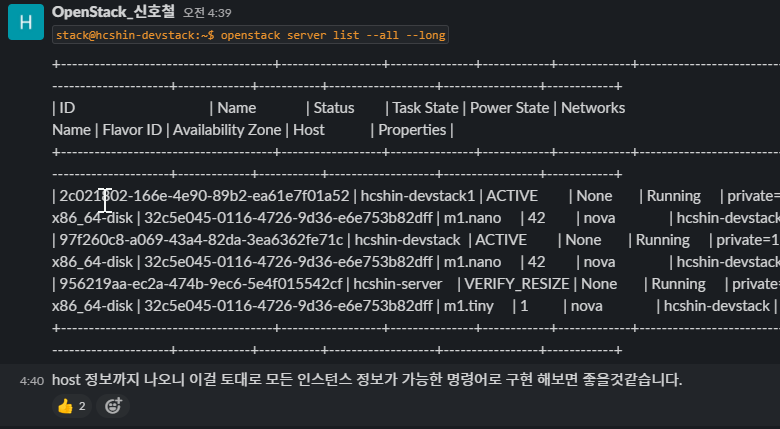 H
OpenStack_신호철 오전 4:39
stack@hcshin-devstack:~$ openstack server list --all --long
+--------------------------------------+------------------+---------------+------------+-------------+-------------------------
---------------------+-------------+-----------+-------------------+-----------------+------------+
| ID | Name | Status | Task State | Power State | Networks
Name | Flavor ID | Availability Zone | Host | Properties |
+--------------------------------------+------------------+---------------+------------+-------------+-------------------------
---------------------+-------------+-----------+-------------------+-----------------+------------+
| 2c021802-166e-4e90-89b2-ea61e7f01a52 | hcshin-devstack1 | ACTIVE | None | Running | private=
x86_64-disk | 32c5e045-0116-4726-9d36-e6e753b82dff | m1.nano | 42 | nova | hcshin-devstack
| 97f260c8-a069-43a4-82da-3ea6362fe71c | hcshin-devstack | ACTIVE | None | Running | private=1
x86_64-disk | 32c5e045-0116-4726-9d36-e6e753b82dff | m1.nano | 42 | nova | hcshin-devstack
| 956219aa-ec2a-474b-9ec6-5e4f015542cf | hcshin-server | VERIFY_RESIZE | None | Running | private=
x86_64-disk | 32c5e045-0116-4726-9d36-e6e753b82dff | m1.tiny | 1 | nova | hcshin-devstack |
+--------------------------------------+------------------+---------------+------------+-------------+-------------------------
---------------------+-------------+-----------+-------------------+-----------------+------------+
4:40 host 정보까지 나오니 이걸 토대로 모든 인스턴스 정보가 가능한 명령어로 구현 해보면 좋을것같습니다.
👍 2